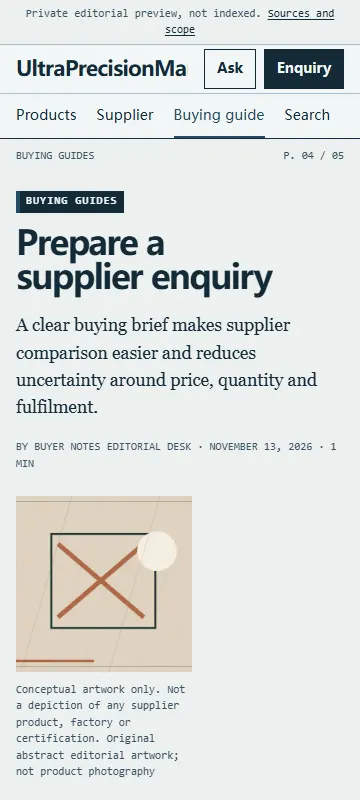 Private editorial preview, not indexed. Sources and
scope
UltraPrecisionMa
Ask
Enquiry
Products
Supplier
Buying guide
Search
BUYING GUIDES
P. 04 / 05
BUYING GUIDES
Prepare a
supplier enquiry
A clear buying brief makes supplier
comparison easier and reduces
uncertainty around price, quantity and
fulfilment.
BY BUYER NOTES EDITORIAL DESK · NOVEMBER 13, 2026 · 1
MIN
Conceptual artwork only. Not
a depiction of any supplier
product, factory or
certification. Original
abstract editorial artwork;
not product photography